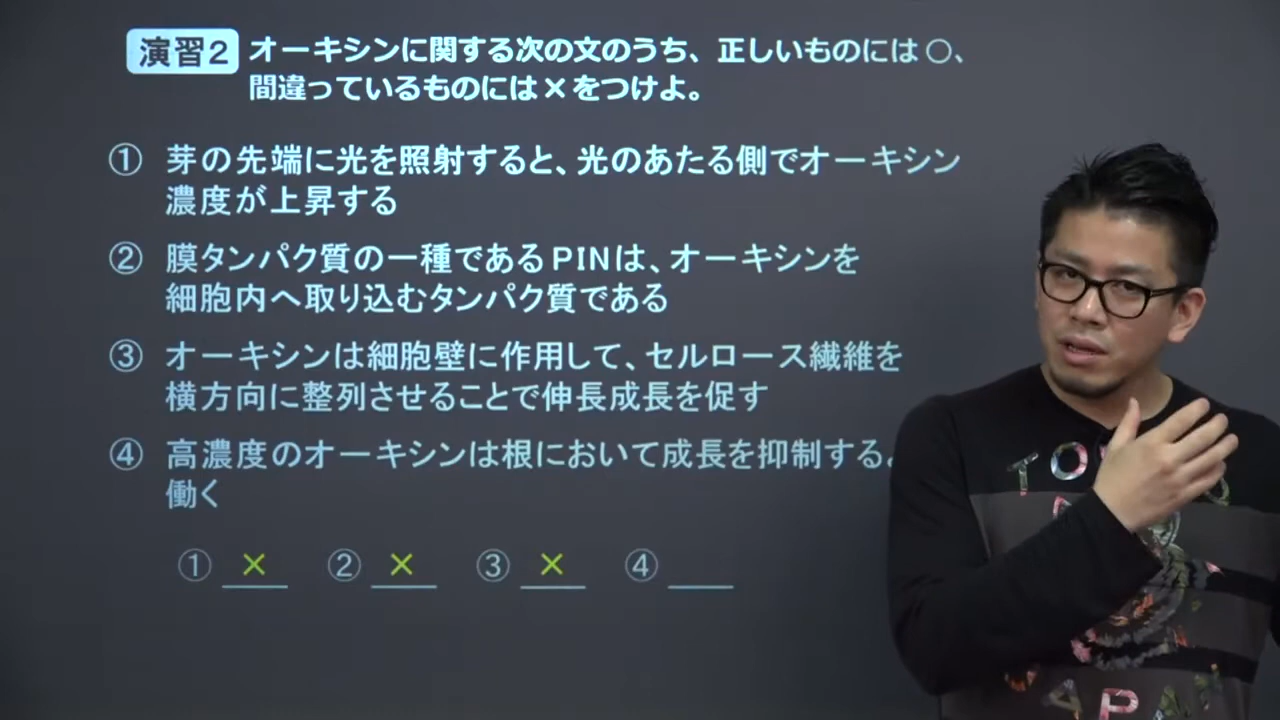 演習2 オーキシンに関する次の文のうち、正しいものには○、
間違っているものには×をつけよ。
① 芽の先端に光を照射すると、光のあたる側でオーキシン
濃度が上昇する
② 膜タンパク質の一種であるPINは、オーキシンを
細胞内へ取り込むタンパク質である
③ オーキシンは細胞壁に作用して、セルロース繊維を
横方向に整列させることで伸長成長を促す
④ 高濃度のオーキシンは根において成長を抑制する
働く
① × ② × ③ × ④